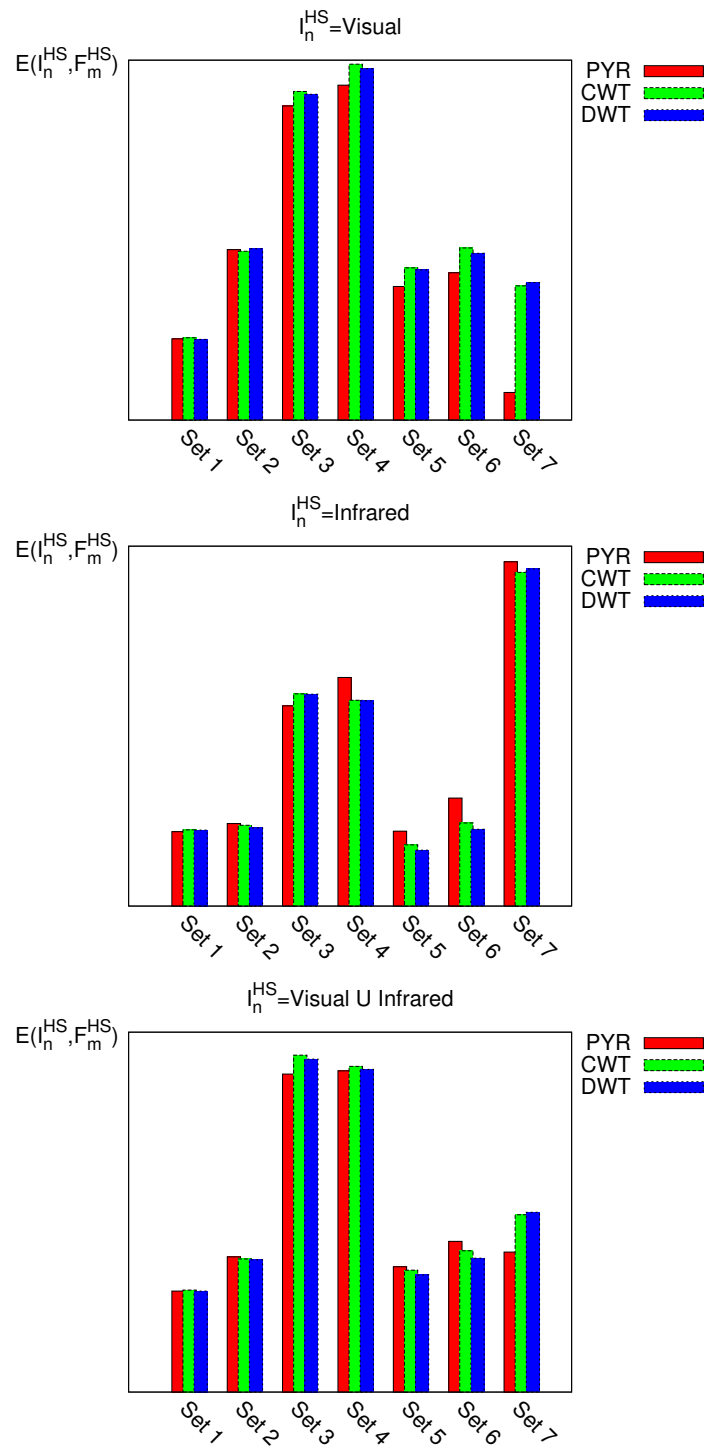 I_n^HS=Visual
E(I_n^HS,F_m^HS)
PYR
CWT
DWT
Set 1
Set 2
Set 3
Set 4
Set 5
Set 6
Set 7
I_n^HS=Infrared
E(I_n^HS,F_m^HS)
PYR
CWT
DWT
Set 1
Set 2
Set 3
Set 4
Set 5
Set 6
Set 7
I_n^HS=Visual U Infrared
E(I_n^HS,F_m^HS)
PYR
CWT
DWT
Set 1
Set 2
Set 3
Set 4
Set 5
Set 6
Set 7